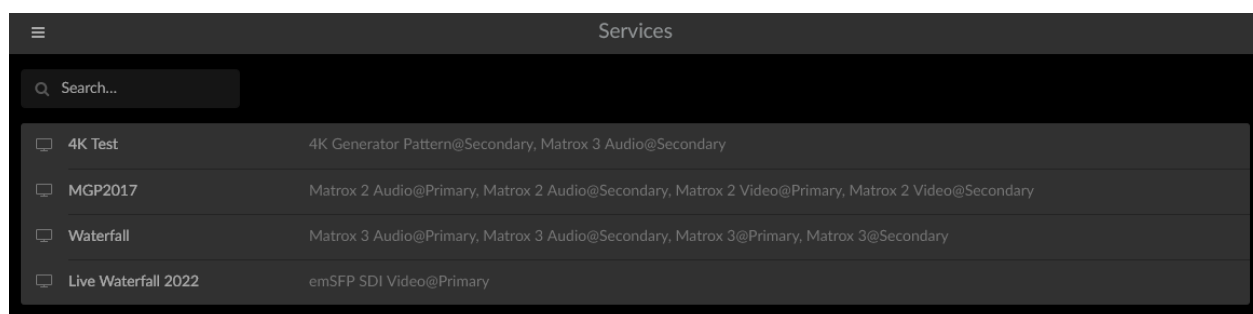 Services
Search...
4K Test 4K Generator Pattern@Secondary, Matrox 3 Audio@Secondary
MGP2017 Matrox 2 Audio@Primary, Matrox 2 Audio@Secondary, Matrox 2 Video@Primary, Matrox 2 Video@Secondary
Waterfall Matrox 3 Audio@Primary, Matrox 3 Audio@Secondary, Matrox 3@Primary, Matrox 3@Secondary
Live Waterfall 2022 emSFP SDI Video@Primary